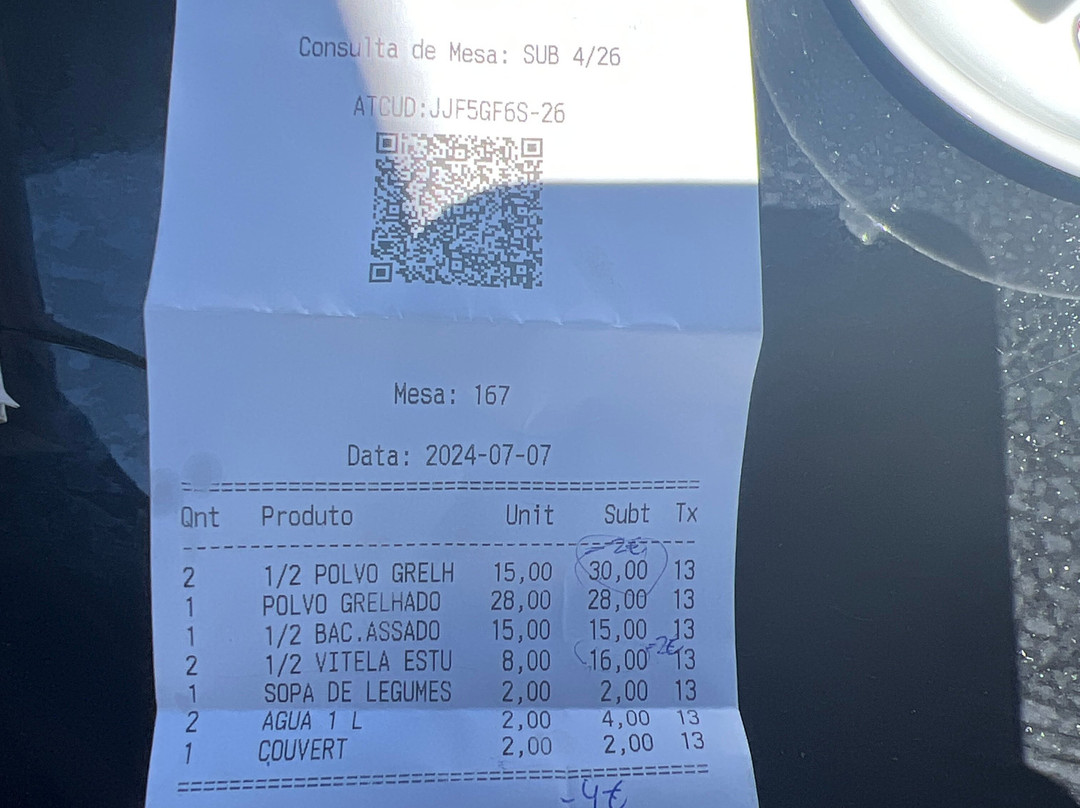 Consulta de Mesa: SUB 4/26
ATCUD:JJF5GF6S-26
Mesa: 167
Data: 2024-07-07
==========================================
Qnt Produto Unit Subt Tx
------------------------------------------
-2€
2 1/2 POLVO GRELH 15,00 30,00 13
1 POLVO GRELHADO 28,00 28,00 13
1 1/2 BAC.ASSADO 15,00 15,00 13
2 1/2 VITELA ESTU 8,00 16,00 -2€ 13
1 SOPA DE LEGUMES 2,00 2,00 13
2 AGUA 1 L 2,00 4,00 13
1 COUVERT 2,00 2,00 13
==========================================
-4€